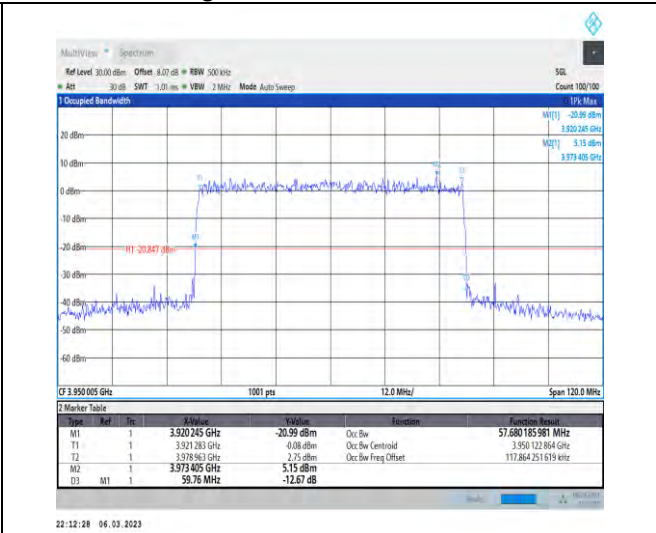 MultiView Spectrum
Ref Level 30.00 dBm Offset 8.07 dB RBW 500 kHz SGL
Att 30 dB SWT 1.01 ms VBW 2 MHz Mode Auto Sweep Count 100/100
1 Occupied Bandwidth 1Pk Max
M1[1] -20.99 dBm
3.920 245 GHz
M2[1] 5.15 dBm
3.973 405 GHz
20 dBm
10 dBm
0 dBm
-10 dBm
-20 dBm
H1 -20.847 dBm
-30 dBm
-40 dBm
-50 dBm
-60 dBm
CF 3.950 005 GHz 1001 pts 12.0 MHz/ Span 120.0 MHz
2 Marker Table
Type Ref Trc X-Value Y-Value Function Function Result
M1 1 3.920 245 GHz -20.99 dBm Occ Bw 57.680 185 981 MHz
T1 1 3.921 283 GHz -0.08 dBm Occ Bw Centroid 3.950 122 864 GHz
T2 1 3.978 963 GHz 2.75 dBm Occ Bw Freq Offset 117.864 251 619 kHz
M2 1 3.973 405 GHz 5.15 dBm
D3 M1 1 59.76 MHz -12.67 dB
22:12:28 06.03.2023